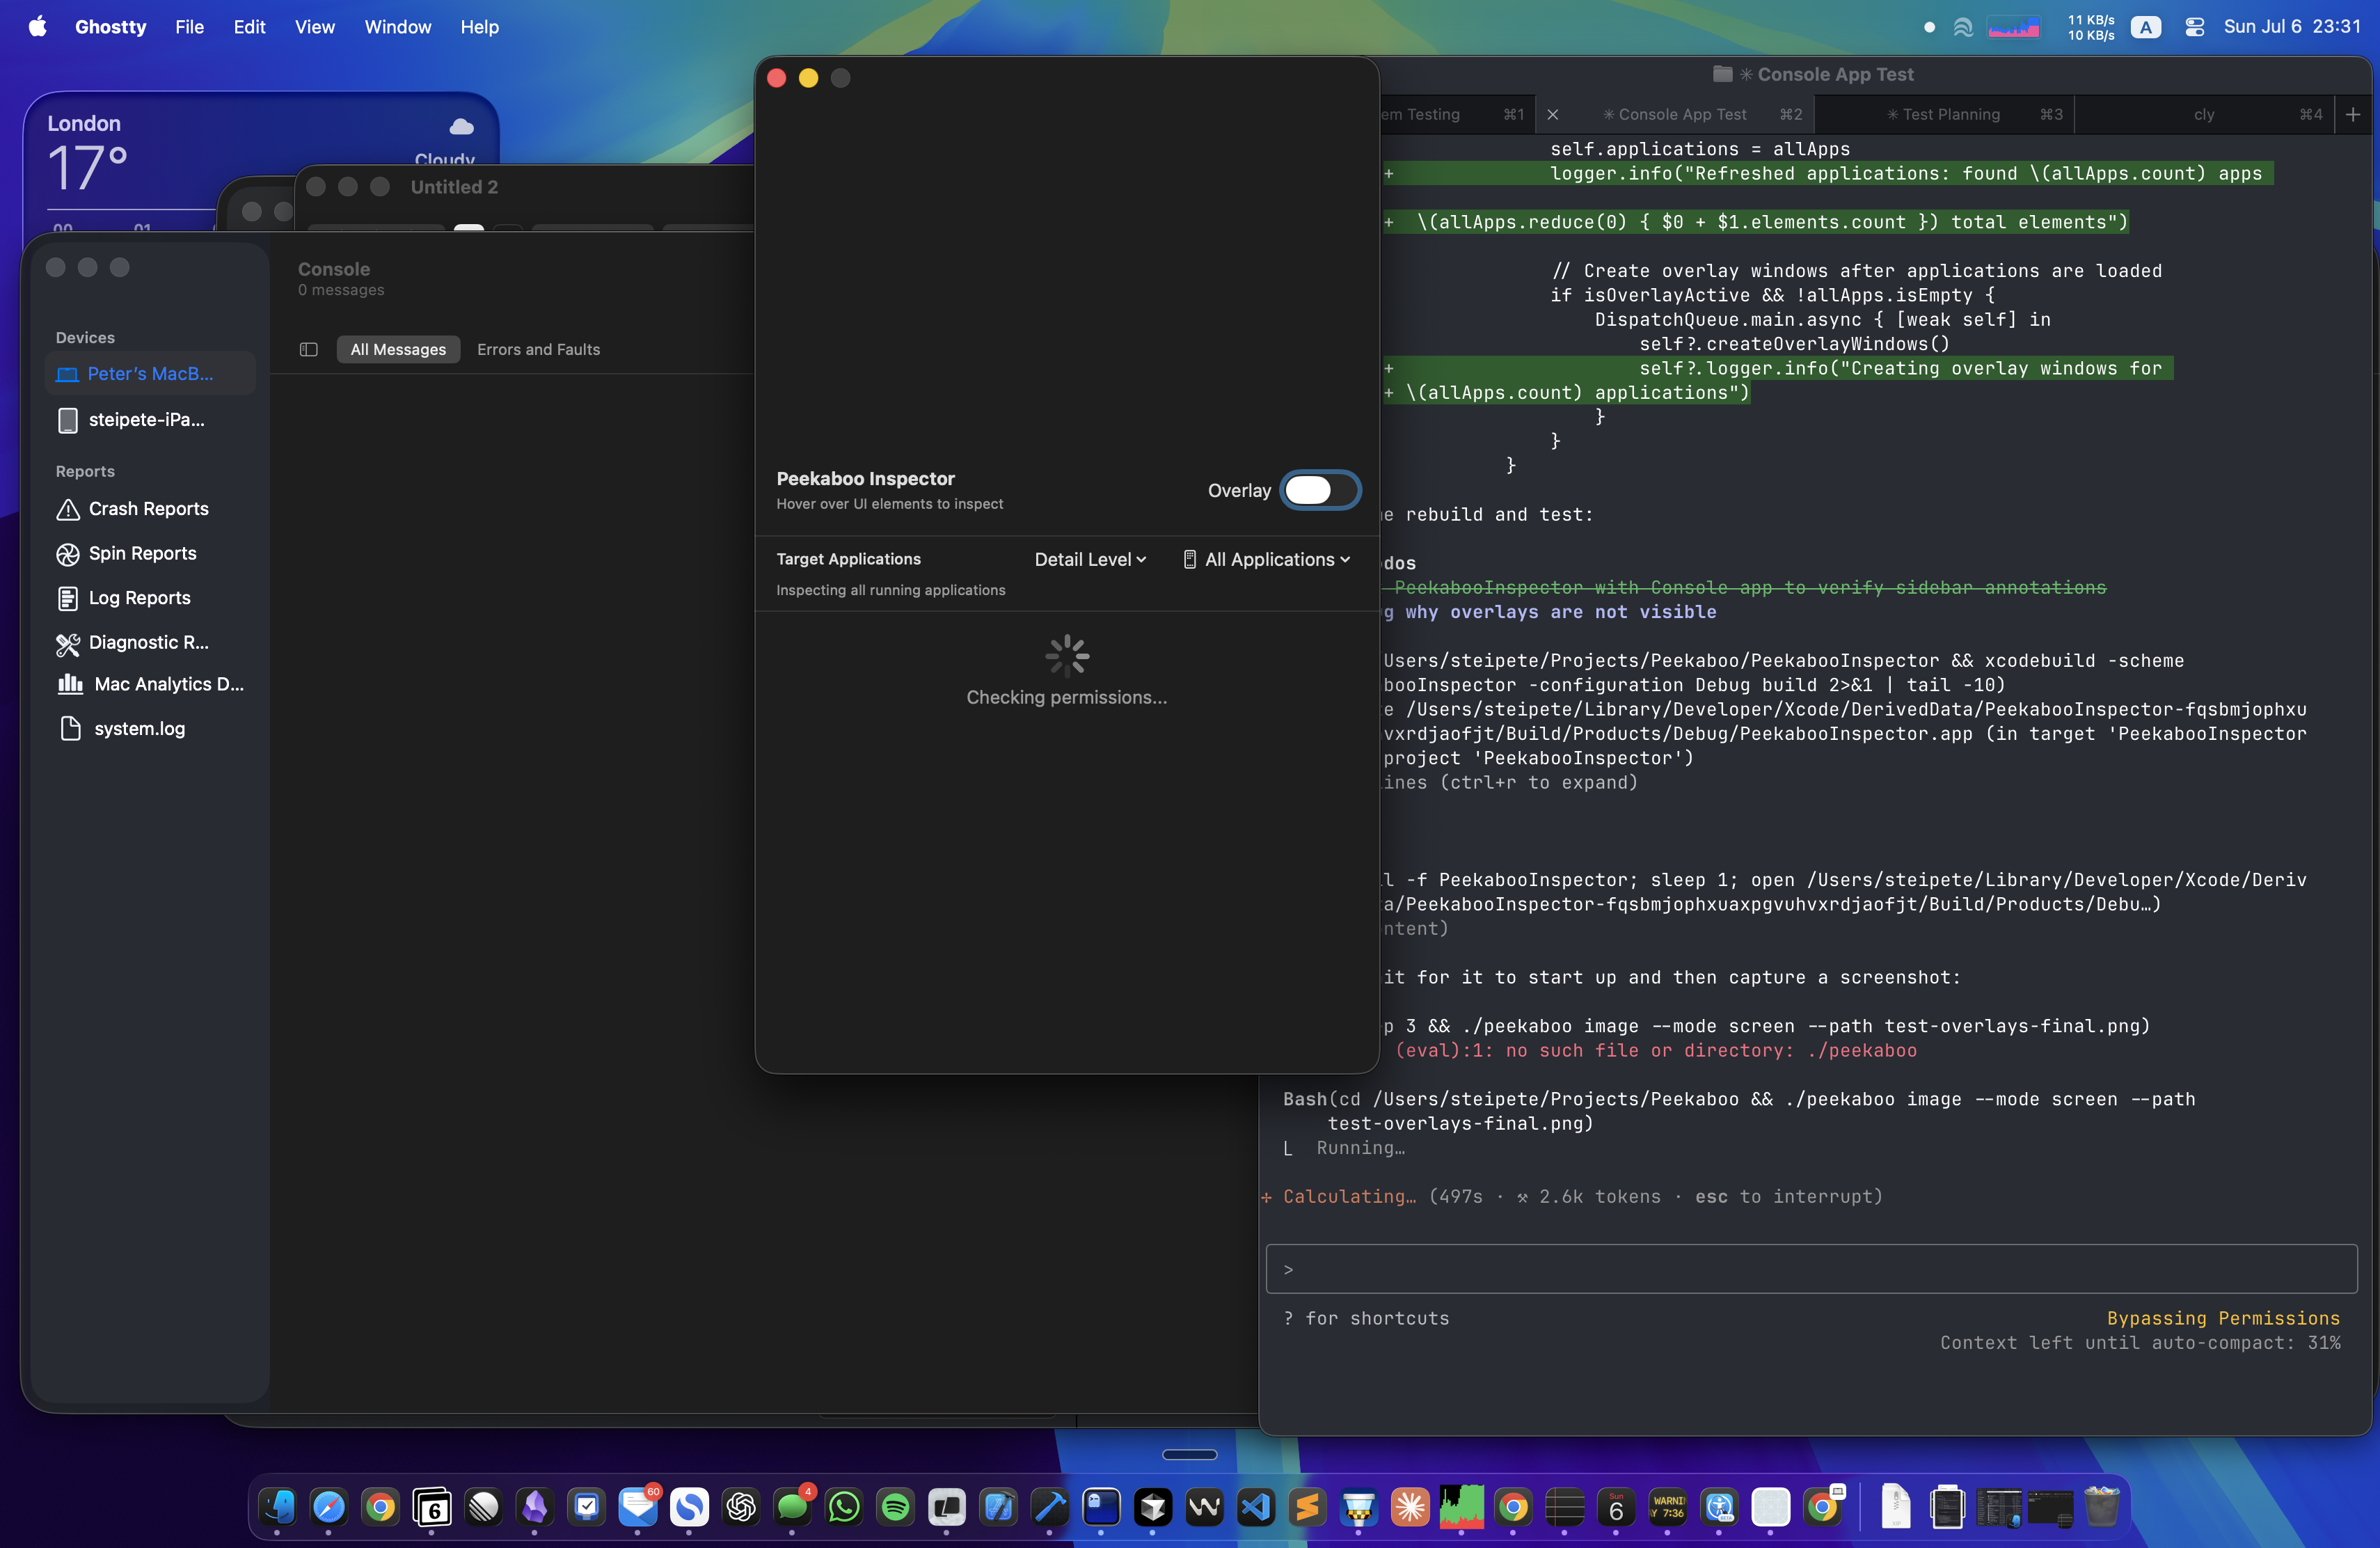 Ghostty File Edit View Window Help
11 KB/s
10 KB/s
A
Sun Jul 6 23:31
London
17°
Cloudy
00 01
Untitled 2
Console
0 messages
All Messages Errors and Faults
Devices
Peter's MacB...
steipete-iPa...
Reports
Crash Reports
Spin Reports
Log Reports
Diagnostic R...
Mac Analytics D...
system.log
Peekaboo Inspector
Hover over UI elements to inspect
Overlay
Target Applications
Detail Level
All Applications
Inspecting all running applications
Checking permissions...
✳ Console App Test
em Testing ⌘1
✳ Console App Test ⌘2
✳ Test Planning ⌘3
cly ⌘4
self.applications = allApps
+ logger.info("Refreshed applications: found \(allApps.count) apps
+ \(allApps.reduce(0) { $0 + $1.elements.count }) total elements")
// Create overlay windows after applications are loaded
if isOverlayActive && !allApps.isEmpty {
DispatchQueue.main.async { [weak self] in
self?.createOverlayWindows()
+ self?.logger.info("Creating overlay windows for
+ \(allApps.count) applications")
}
}
}
e rebuild and test:
dos
PeekabooInspector with Console app to verify sidebar annotations
g why overlays are not visible
Users/steipete/Projects/Peekaboo/PeekabooInspector && xcodebuild -scheme
booInspector -configuration Debug build 2>&1 | tail -10)
e /Users/steipete/Library/Developer/Xcode/DerivedData/PeekabooInspector-fqsbmjophxu
vxrdjaofjt/Build/Products/Debug/PeekabooInspector.app (in target 'PeekabooInspector
project 'PeekabooInspector')
ines (ctrl+r to expand)
l -f PeekabooInspector; sleep 1; open /Users/steipete/Library/Developer/Xcode/Deriv
a/PeekabooInspector-fqsbmjophxuaxpgvuhvxrdjaofjt/Build/Products/Debu…)
ntent)
it for it to start up and then capture a screenshot:
p 3 && ./peekaboo image --mode screen --path test-overlays-final.png)
(eval):1: no such file or directory: ./peekaboo
Bash(cd /Users/steipete/Projects/Peekaboo && ./peekaboo image --mode screen --path
test-overlays-final.png)
⎿ Running…
✢ Calculating… (497s · ⚒ 2.6k tokens · esc to interrupt)
>
? for shortcuts
Bypassing Permissions
Context left until auto-compact: 31%
6
60
4
Sun
6
WARNI
Y 7:36